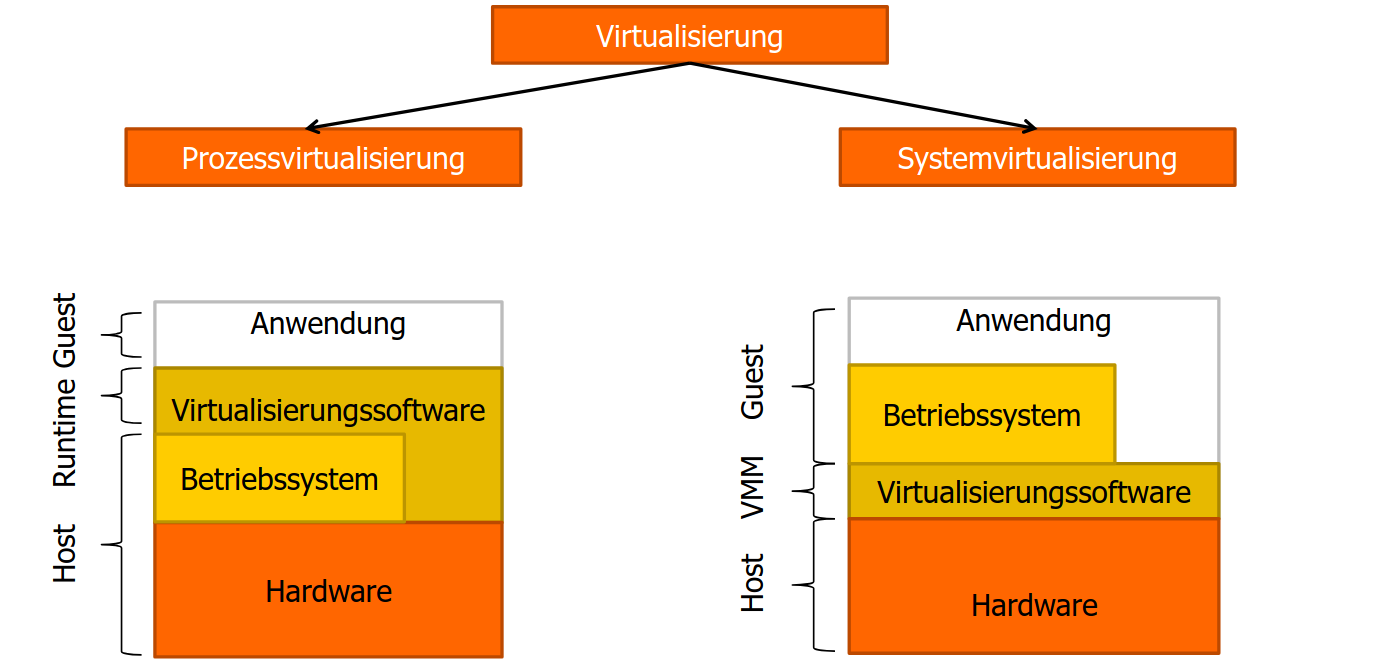 Virtualisierung
Prozessvirtualisierung
Systemvirtualisierung
Guest
Runtime
Host
Anwendung
Virtualisierungssoftware
Betriebssystem
Hardware
Guest
VMM
Host
Anwendung
Betriebssystem
Virtualisierungssoftware
Hardware